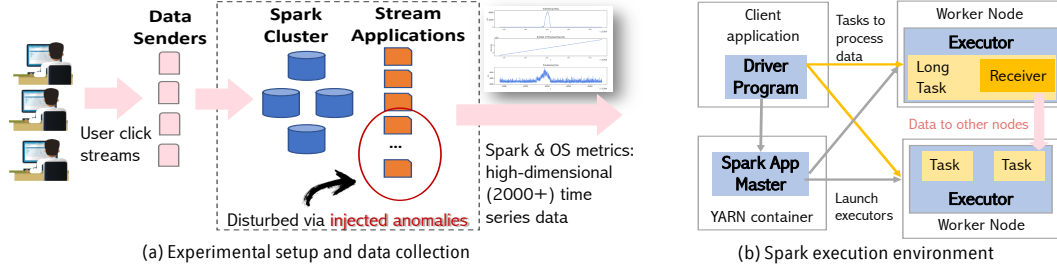 Data
Senders
Spark
Cluster
Stream
Applications
User click
streams
...
Disturbed via injected anomalies
Spark & OS metrics:
high-dimensional
(2000+) time
series data
(a) Experimental setup and data collection
Client
application
Driver
Program
Spark App
Master
YARN container
Tasks to
process
data
Launch
executors
Worker Node
Executor
Long
Task
Receiver
Data to other nodes
Task
Task
Executor
Worker Node
(b) Spark execution environment